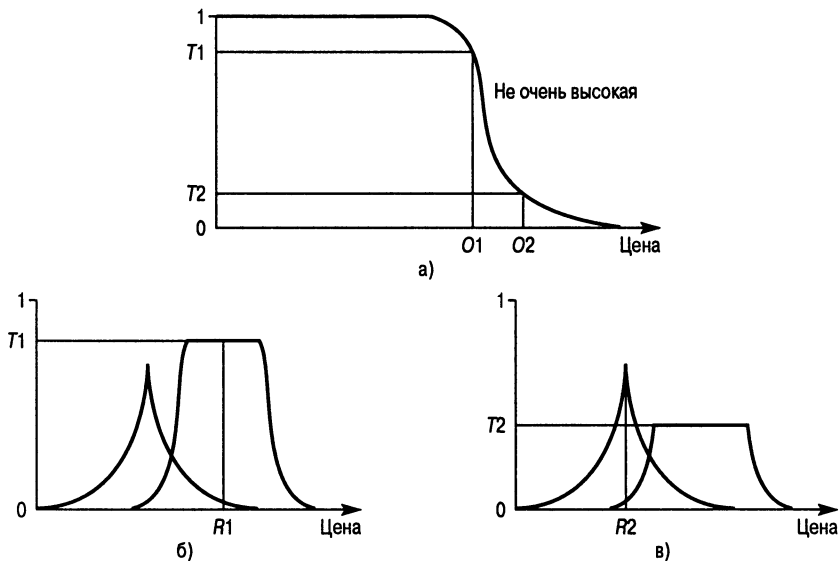 1
T1
Не очень высокая
T2
0
O1 O2 Цена
а)
1
T1
0
R1 Цена
б)
1
T2
0
R2 Цена
в)